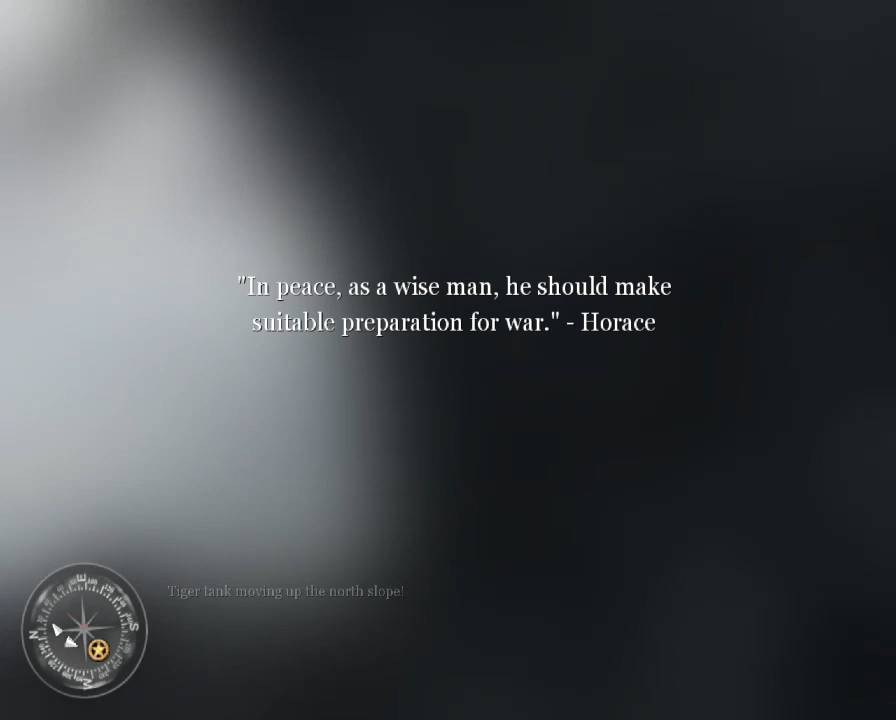 "In peace, as a wise man, he should make
suitable preparation for war." - Horace
Tiger tank moving up the north slope!
N
E
S
W